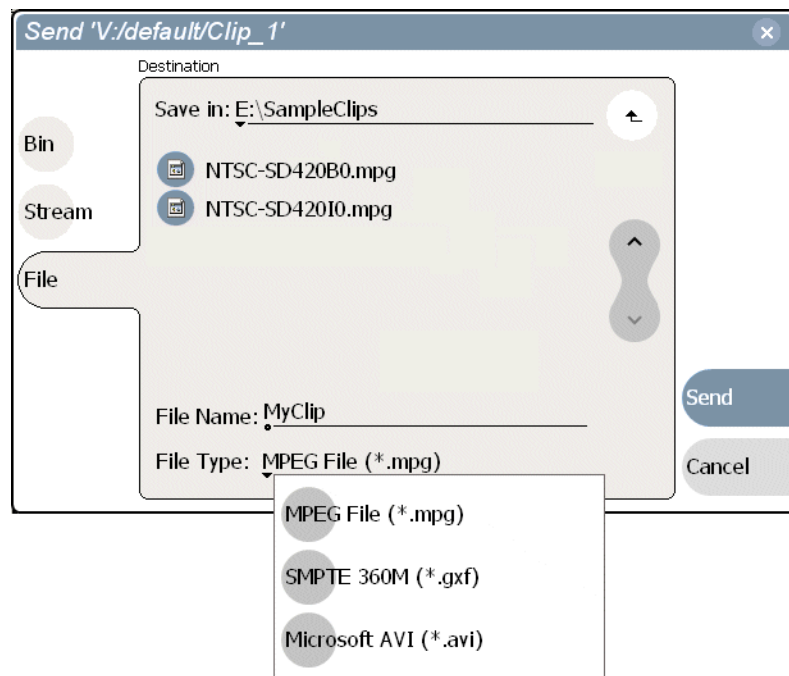 Send 'V:/default/Clip_1'
Destination
Save in: E:\SampleClips
Bin
NTSC-SD420B0.mpg
Stream
NTSC-SD420I0.mpg
File
File Name: MyClip
Send
File Type: MPEG File (*.mpg)
Cancel
MPEG File (*.mpg)
SMPTE 360M (*.gxf)
Microsoft AVI (*.avi)